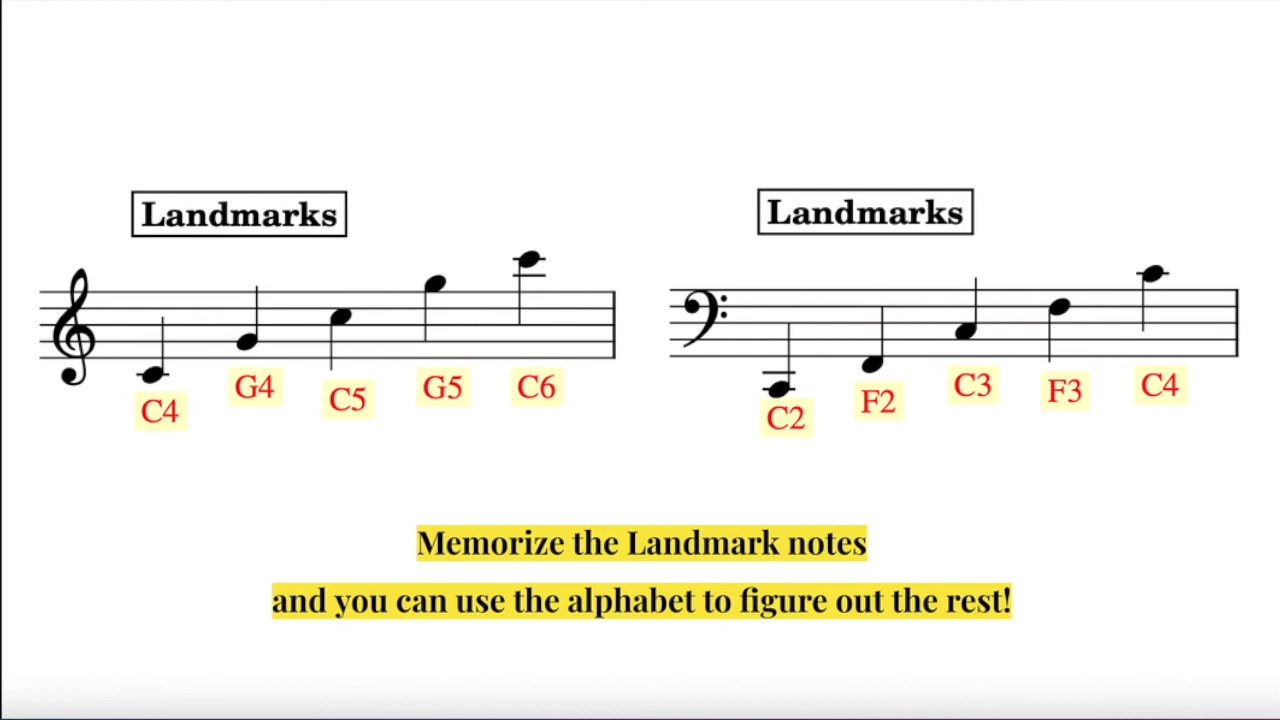 Landmarks
C4 G4 C5 G5 C6
Landmarks
C2 F2 C3 F3 C4
Memorize the Landmark notes
and you can use the alphabet to figure out the rest!